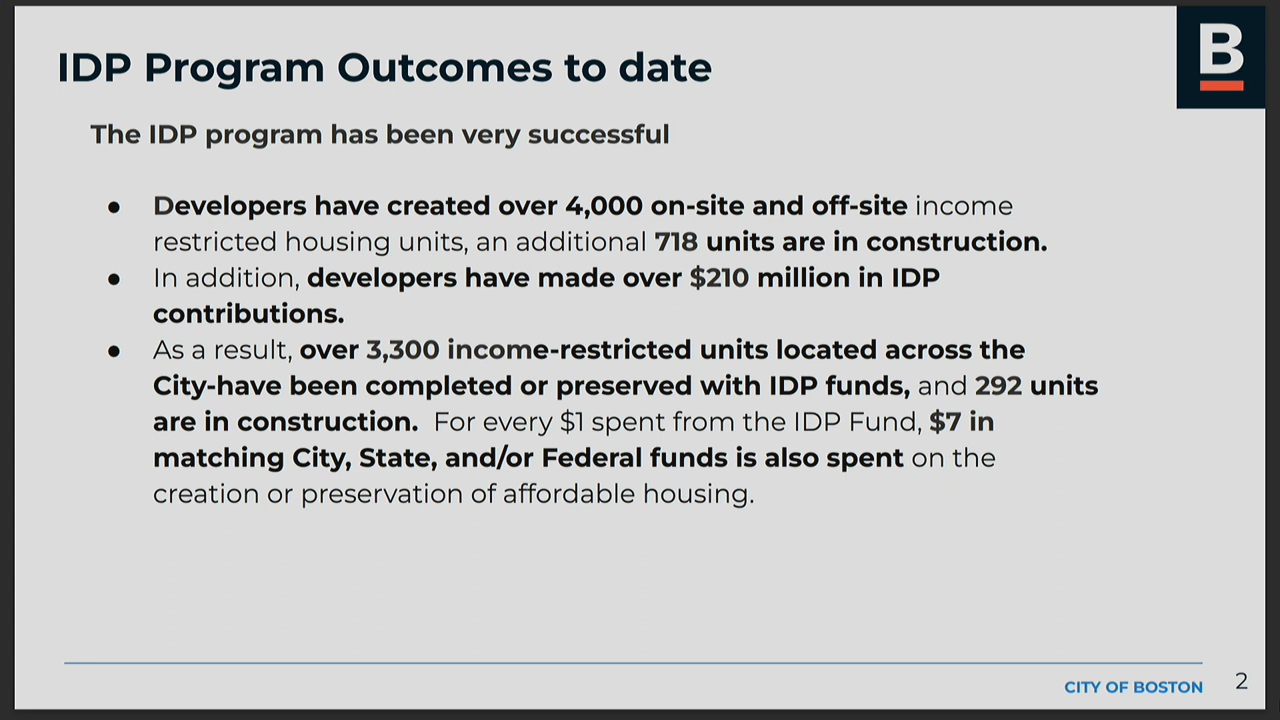 B
IDP Program Outcomes to date
The IDP program has been very successful
● Developers have created over 4,000 on-site and off-site income
restricted housing units, an additional 718 units are in construction.
● In addition, developers have made over $210 million in IDP
contributions.
● As a result, over 3,300 income-restricted units located across the
City-have been completed or preserved with IDP funds, and 292 units
are in construction. For every $1 spent from the IDP Fund, $7 in
matching City, State, and/or Federal funds is also spent on the
creation or preservation of affordable housing.
CITY OF BOSTON 2